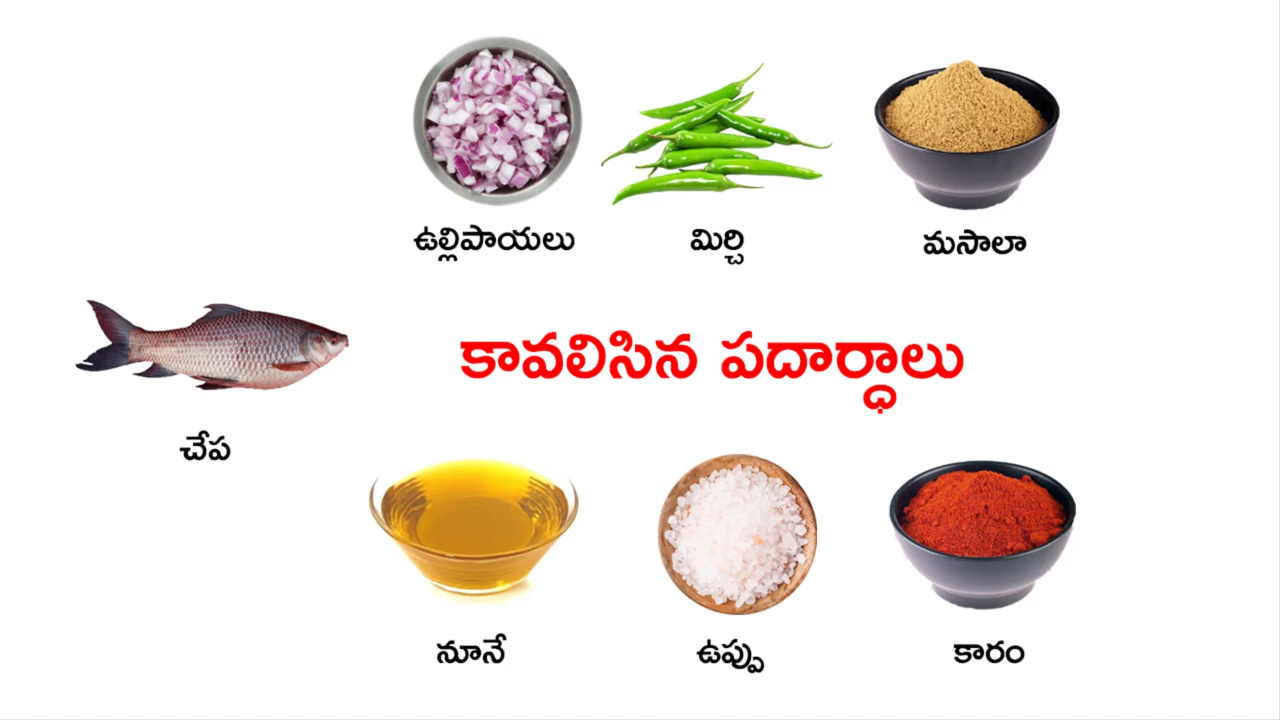 ఉల్లిపాయలు
మిర్చి
మసాలా
కావలిసిన పదార్ధాలు
చేప
నూనే
ఉప్పు
కారం